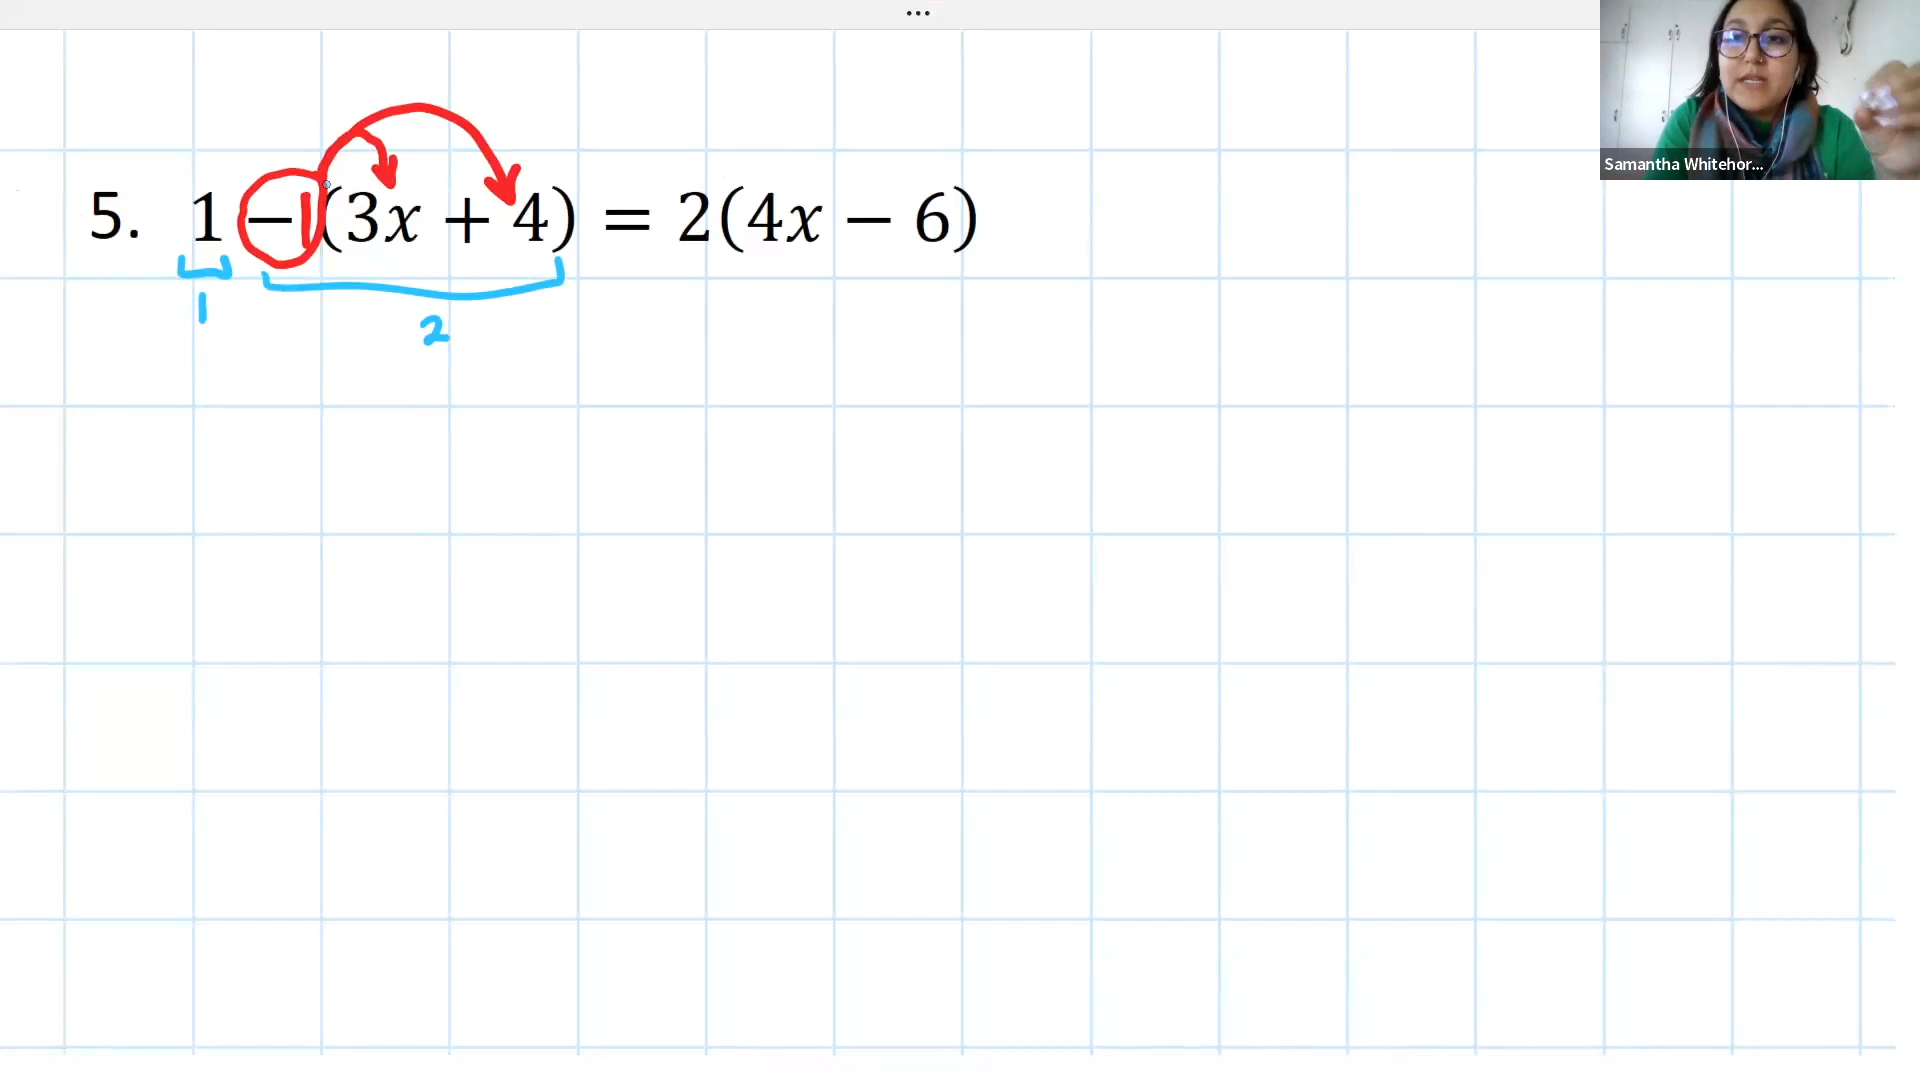 Samantha Whitehor...
5. 1 −1(3x + 4) = 2(4x − 6)
1
2